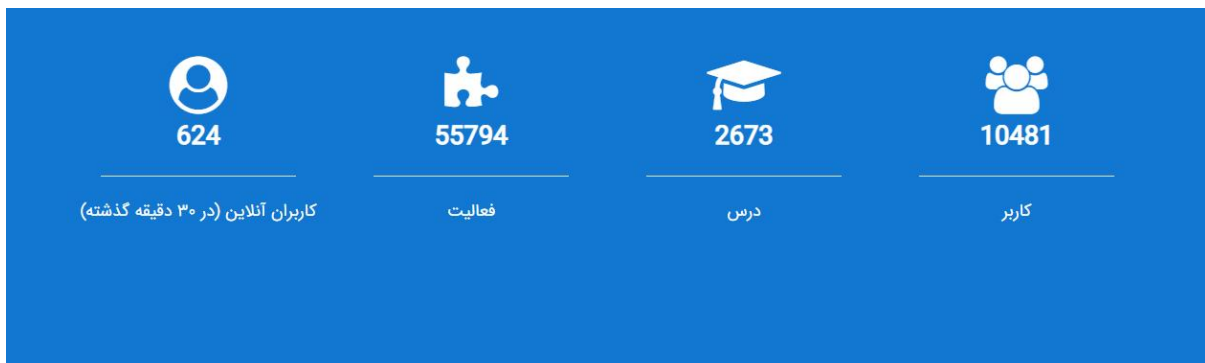 10481
کاربر
2673
درس
55794
فعالیت
624
کاربران آنلاین (در ۳۰ دقیقه گذشته)